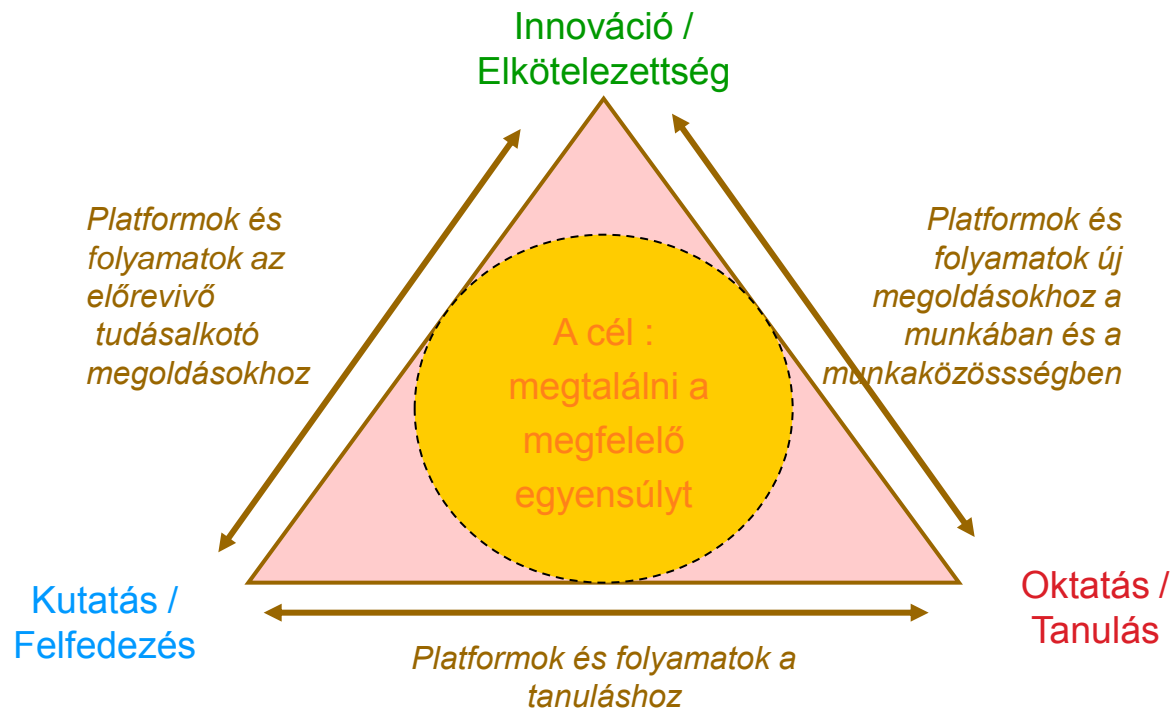 Innováció /
Elkötelezettség
Platformok és
folyamatok az
előrevivő
tudásalkotó
megoldásokhoz
Platformok és
folyamatok új
megoldásokhoz a
munkában és a
munkaközössségben
A cél :
megtalálni a
megfelelő
egyensúlyt
Kutatás /
Felfedezés
Oktatás /
Tanulás
Platformok és folyamatok a
tanuláshoz